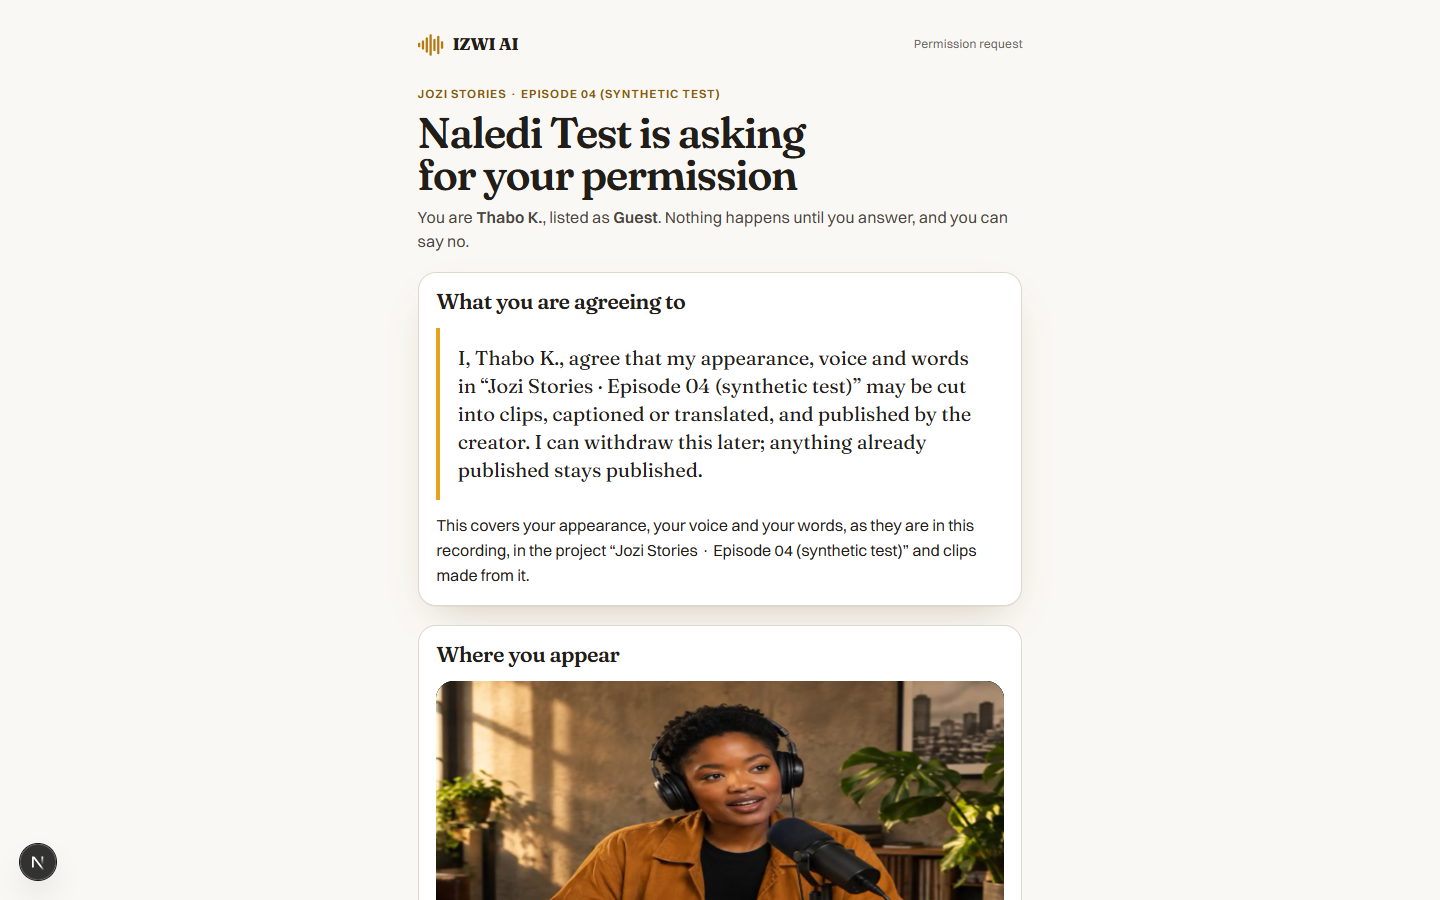 IZWI AI
Permission request
JOZI STORIES · EPISODE 04 (SYNTHETIC TEST)
Naledi Test is asking
for your permission
You are Thabo K., listed as Guest. Nothing happens until you answer, and you can
say no.
What you are agreeing to
I, Thabo K., agree that my appearance, voice and words
in “Jozi Stories · Episode 04 (synthetic test)” may be cut
into clips, captioned or translated, and published by the
creator. I can withdraw this later; anything already
published stays published.
This covers your appearance, your voice and your words, as they are in this
recording, in the project “Jozi Stories · Episode 04 (synthetic test)” and clips
made from it.
Where you appear
N